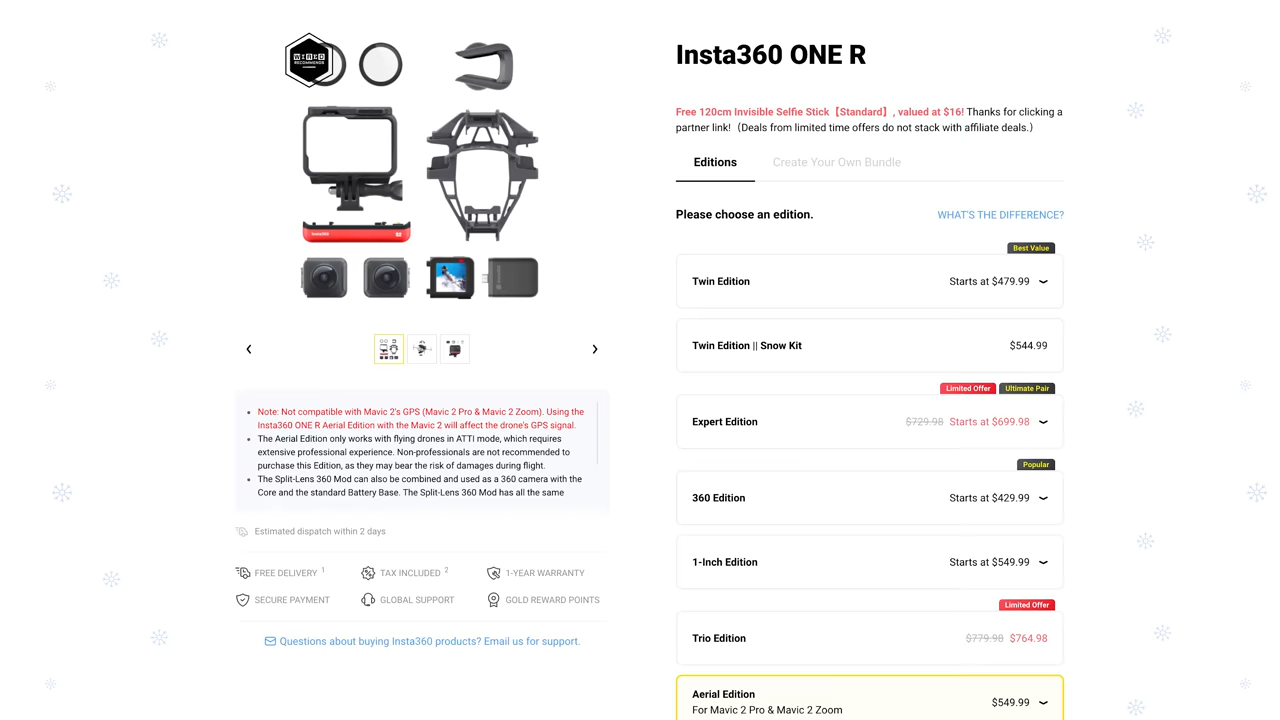 WIRED
RECOMMENDS
Insta360
Note: Not compatible with Mavic 2's GPS (Mavic 2 Pro & Mavic 2 Zoom). Using the
Insta360 ONE R Aerial Edition with the Mavic 2 will affect the drone's GPS signal.
The Aerial Edition only works with flying drones in ATTI mode, which requires
extensive professional experience. Non-professionals are not recommended to
purchase this Edition, as they may bear the risk of damages during flight.
The Split-Lens 360 Mod can also be combined and used as a 360 camera with the
Core and the standard Battery Base. The Split-Lens 360 Mod has all the same
Estimated dispatch within 2 days
FREE DELIVERY 1
TAX INCLUDED 2
1-YEAR WARRANTY
SECURE PAYMENT
GLOBAL SUPPORT
GOLD REWARD POINTS
Questions about buying Insta360 products? Email us for support.
Insta360 ONE R
Free 120cm Invisible Selfie Stick【Standard】, valued at $16! Thanks for clicking a
partner link!（Deals from limited time offers do not stack with affiliate deals.）
Editions
Create Your Own Bundle
Please choose an edition.
WHAT'S THE DIFFERENCE?
Best Value
Twin Edition
Starts at $479.99
Twin Edition || Snow Kit
$544.99
Limited Offer
Ultimate Pair
Expert Edition
$729.98 Starts at $699.98
Popular
360 Edition
Starts at $429.99
1-Inch Edition
Starts at $549.99
Limited Offer
Trio Edition
$779.98 $764.98
Aerial Edition
For Mavic 2 Pro & Mavic 2 Zoom
$549.99